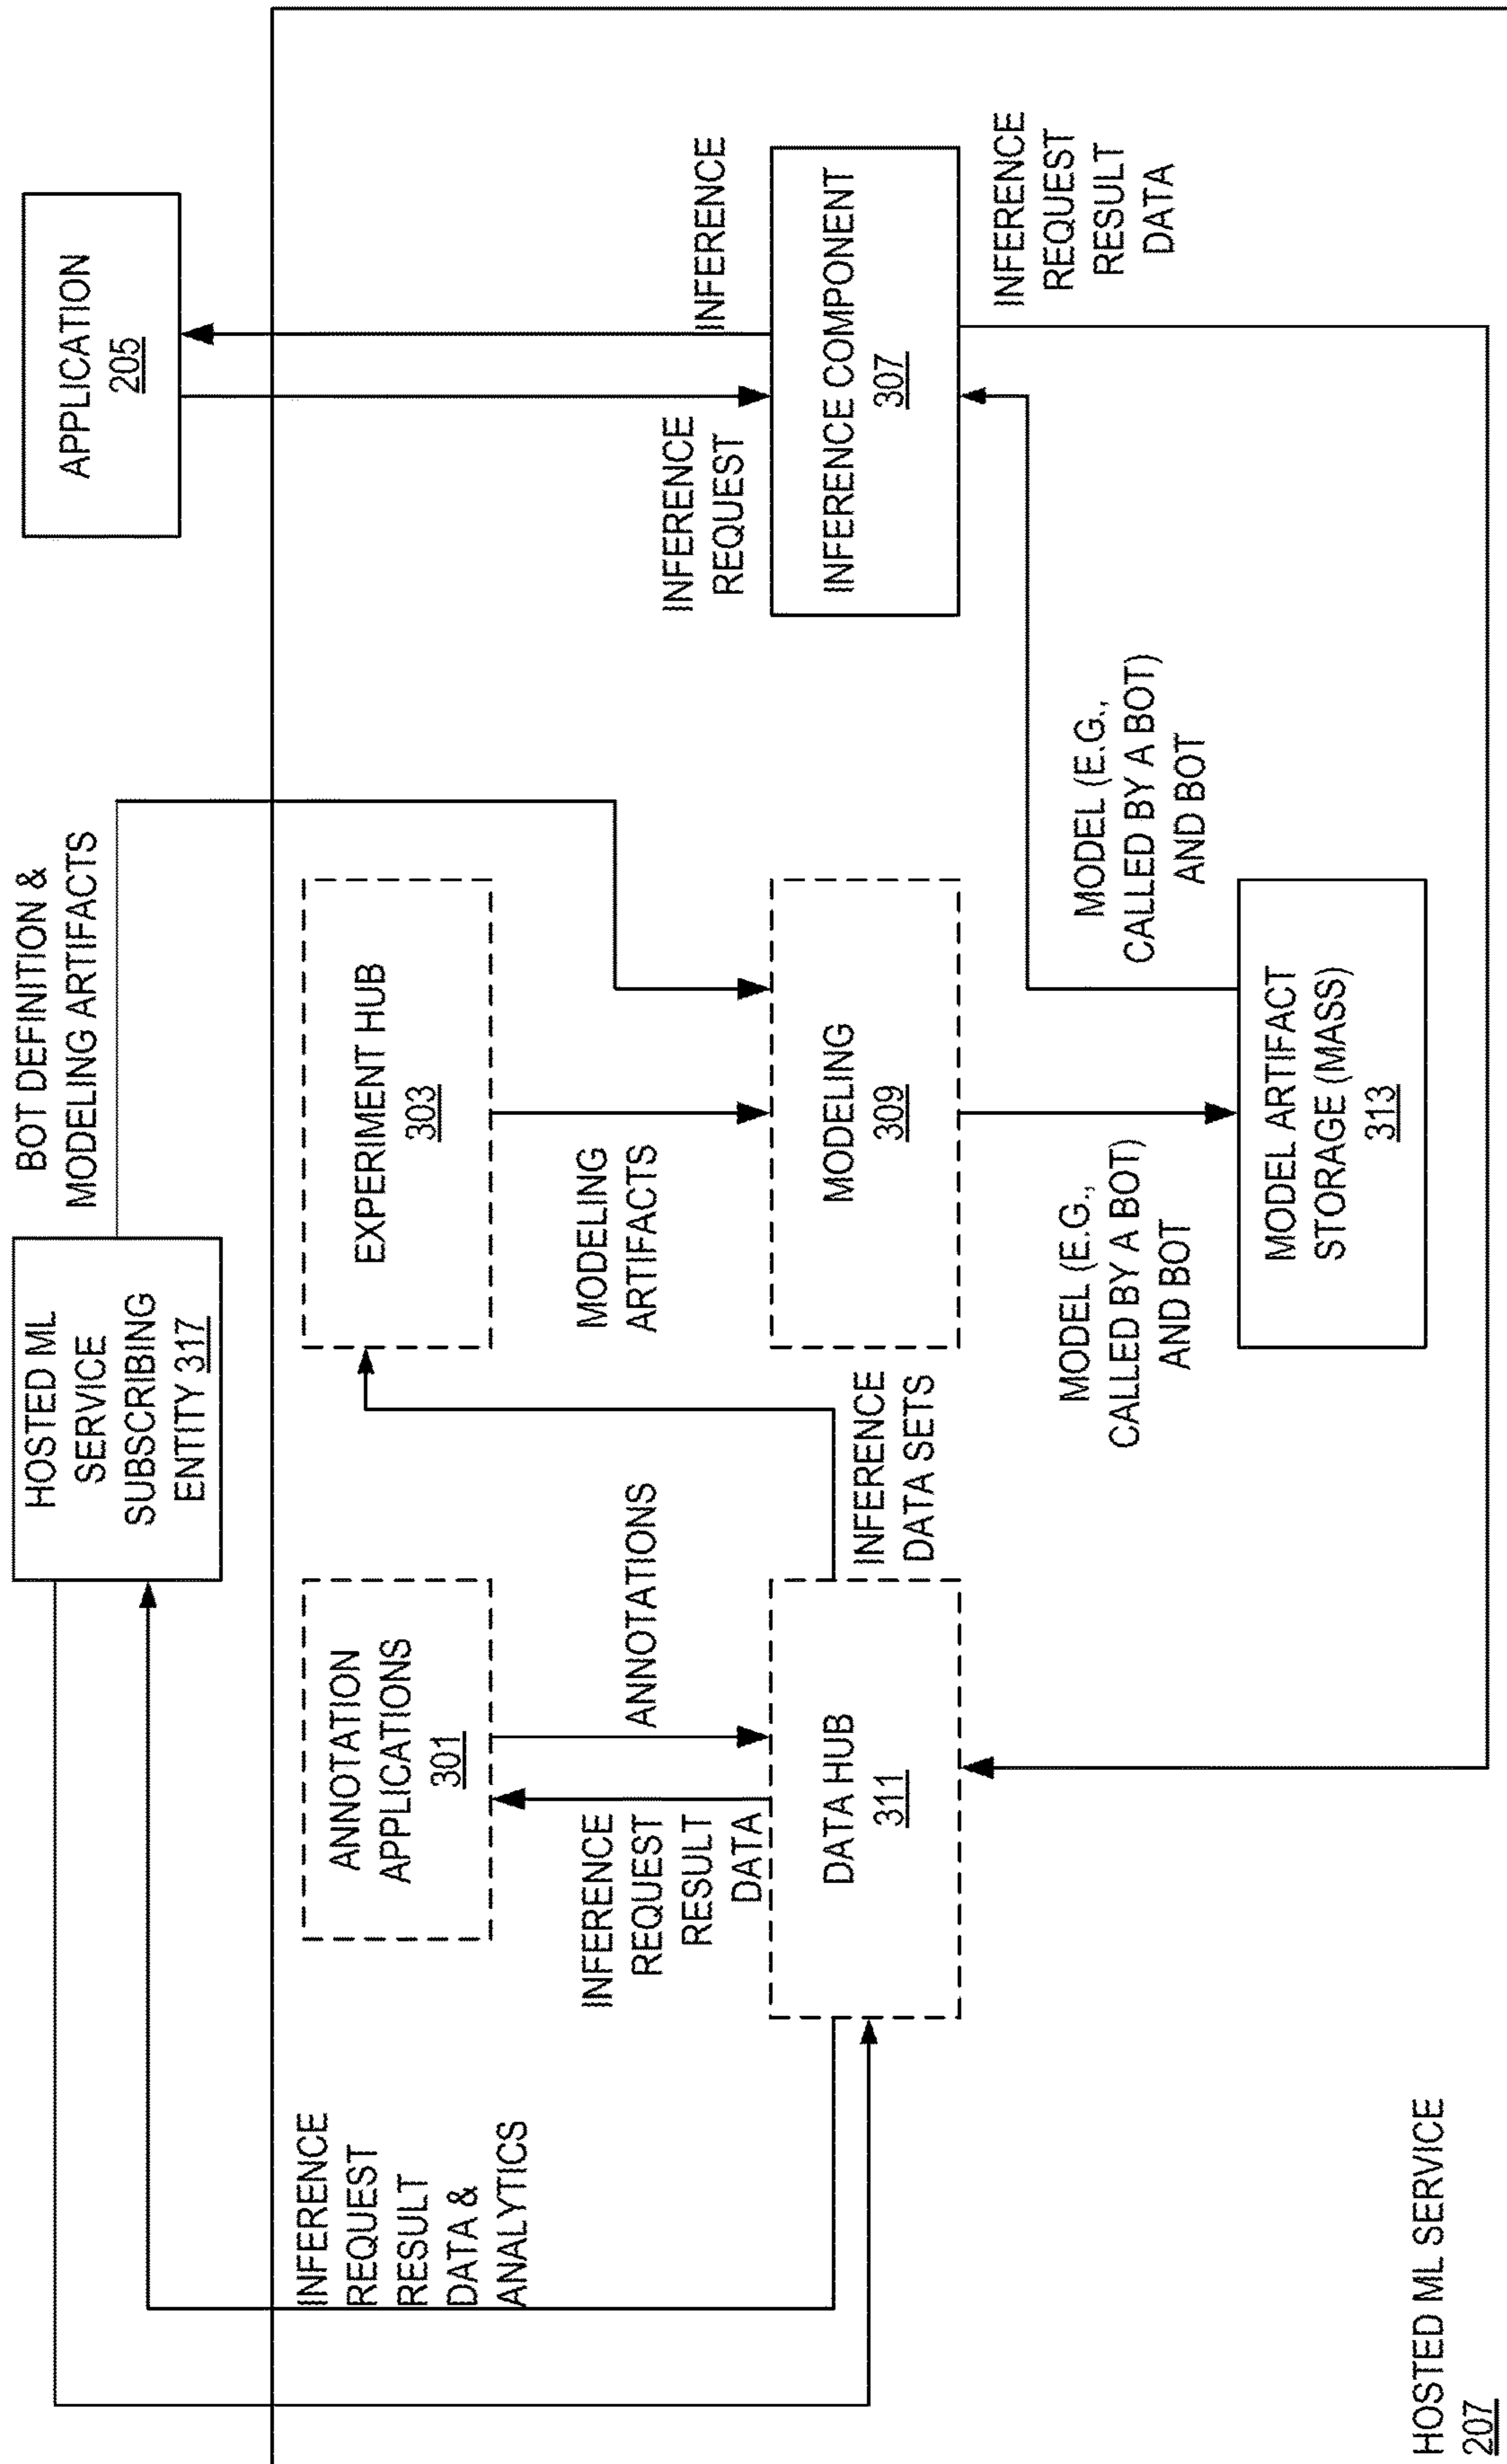 HOSTED ML
SERVICE
SUBSCRIBING
ENTITY 317
BOT DEFINITION &
MODELING ARTIFACTS
APPLICATION
205
INFERENCE
REQUEST
RESULT
DATA &
ANALYTICS
ANNOTATION
APPLICATIONS
301
EXPERIMENT HUB
303
INFERENCE
REQUEST
RESULT
DATA
ANNOTATIONS
MODELING
ARTIFACTS
INFERENCE
REQUEST
INFERENCE
DATA HUB
311
INFERENCE
DATA SETS
MODELING
309
INFERENCE COMPONENT
307
MODEL (E.G.,
CALLED BY A BOT)
AND BOT
MODEL (E.G.,
CALLED BY A BOT)
AND BOT
INFERENCE
REQUEST
RESULT
DATA
MODEL ARTIFACT
STORAGE (MASS)
313
HOSTED ML SERVICE
207